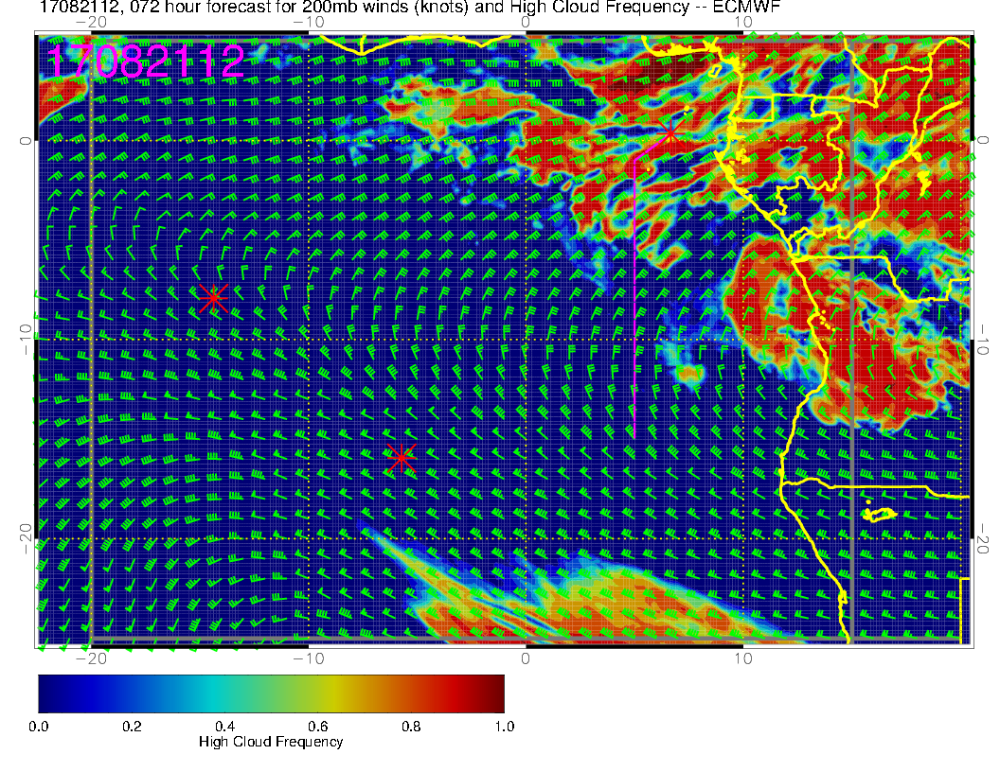 17082112, 072 hour forecast for 200mb winds (knots) and High Cloud Frequency -- ECMWF
−20 −10 0 10
17082112
0 0
−10 −10
−20 −20
−20 −10 0 10
0.0 0.2 0.4 0.6 0.8 1.0
High Cloud Frequency